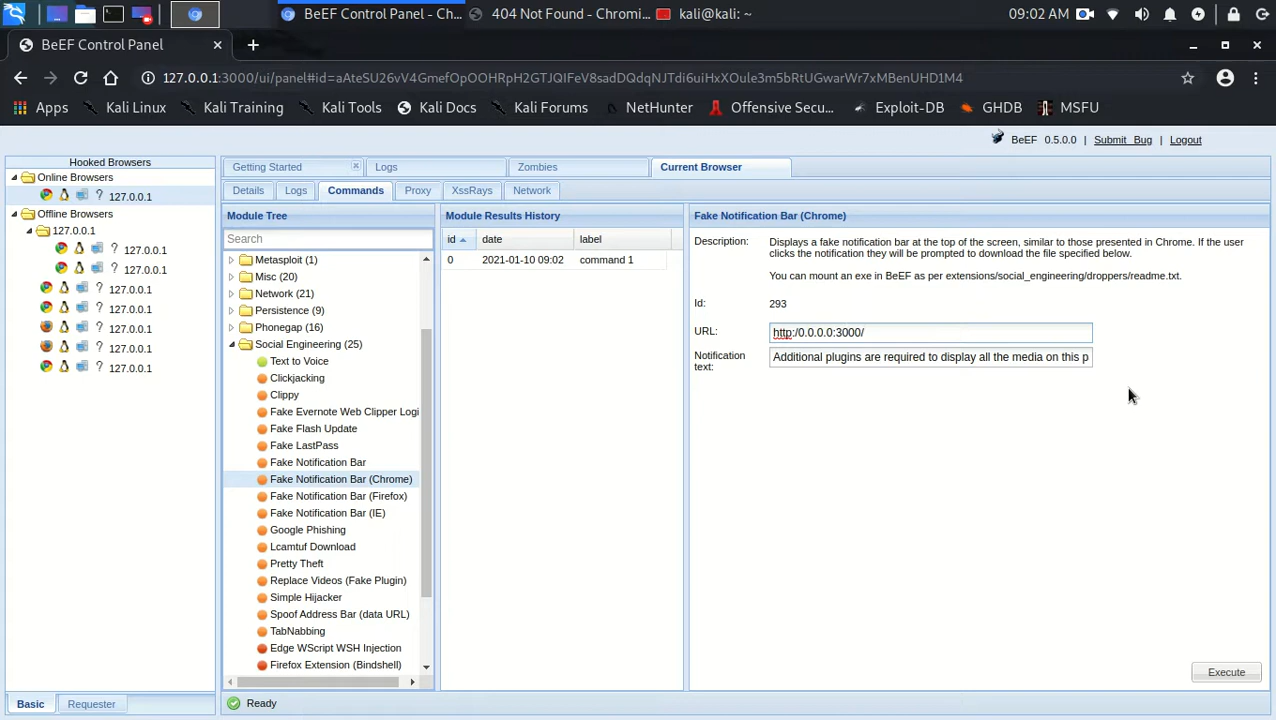 BeEF Control Panel - Ch...
404 Not Found - Chromi...
kali@kali: ~
09:02 AM
BeEF Control Panel
127.0.0.1:3000/ui/panel#id=aAteSU26vV4GmefOpOOHRpH2GTJQIFeV8sadDQdqNJTdi6uiHxXOule3m5bRtUGwarWr7xMBenUHD1M4
Apps
Kali Linux
Kali Training
Kali Tools
Kali Docs
Kali Forums
NetHunter
Offensive Secu...
Exploit-DB
GHDB
MSFU
BeEF 0.5.0.0 | Submit Bug | Logout
Hooked Browsers
Online Browsers
127.0.0.1
Offline Browsers
127.0.0.1
127.0.0.1
127.0.0.1
127.0.0.1
127.0.0.1
127.0.0.1
127.0.0.1
127.0.0.1
Basic
Requester
Getting Started
Logs
Zombies
Current Browser
Details
Logs
Commands
Proxy
XssRays
Network
Module Tree
Search
Metasploit (1)
Misc (20)
Network (21)
Persistence (9)
Phonegap (16)
Social Engineering (25)
Text to Voice
Clickjacking
Clippy
Fake Evernote Web Clipper Logi
Fake Flash Update
Fake LastPass
Fake Notification Bar
Fake Notification Bar (Chrome)
Fake Notification Bar (Firefox)
Fake Notification Bar (IE)
Google Phishing
Lcamtuf Download
Pretty Theft
Replace Videos (Fake Plugin)
Simple Hijacker
Spoof Address Bar (data URL)
TabNabbing
Edge WScript WSH Injection
Firefox Extension (Bindshell)
Module Results History
id date label
0 2021-01-10 09:02 command 1
Fake Notification Bar (Chrome)
Description: Displays a fake notification bar at the top of the screen, similar to those presented in Chrome. If the user
clicks the notification they will be prompted to download the file specified below.
You can mount an exe in BeEF as per extensions/social_engineering/droppers/readme.txt.
Id: 293
URL: http:/0.0.0.0:3000/
Notification text: Additional plugins are required to display all the media on this p
Execute
Ready